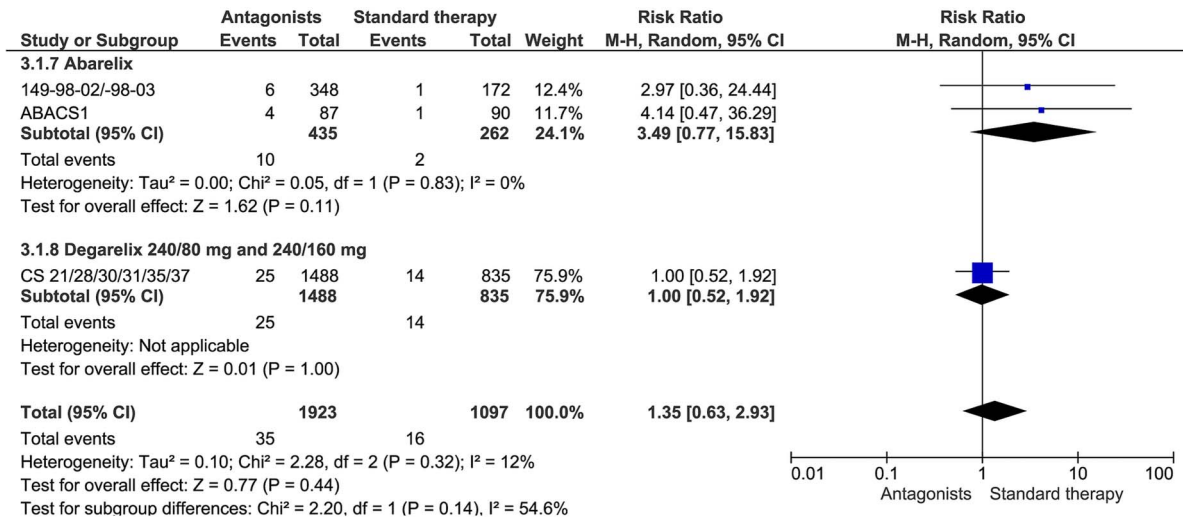 Antagonists Standard therapy Risk Ratio Risk Ratio
Study or Subgroup Events Total Events Total Weight M-H, Random, 95% CI M-H, Random, 95% CI
3.1.7 Abarelix
149-98-02/-98-03 6 348 1 172 12.4% 2.97 [0.36, 24.44]
ABACS1 4 87 1 90 11.7% 4.14 [0.47, 36.29]
Subtotal (95% CI) 435 262 24.1% 3.49 [0.77, 15.83]
Total events 10 2
Heterogeneity: Tau² = 0.00; Chi² = 0.05, df = 1 (P = 0.83); I² = 0%
Test for overall effect: Z = 1.62 (P = 0.11)
3.1.8 Degarelix 240/80 mg and 240/160 mg
CS 21/28/30/31/35/37 25 1488 14 835 75.9% 1.00 [0.52, 1.92]
Subtotal (95% CI) 1488 835 75.9% 1.00 [0.52, 1.92]
Total events 25 14
Heterogeneity: Not applicable
Test for overall effect: Z = 0.01 (P = 1.00)
Total (95% CI) 1923 1097 100.0% 1.35 [0.63, 2.93]
Total events 35 16
Heterogeneity: Tau² = 0.10; Chi² = 2.28, df = 2 (P = 0.32); I² = 12%
Test for overall effect: Z = 0.77 (P = 0.44)
Test for subgroup differences: Chi² = 2.20, df = 1 (P = 0.14), I² = 54.6%
0.01 0.1 1 10 100
Antagonists Standard therapy